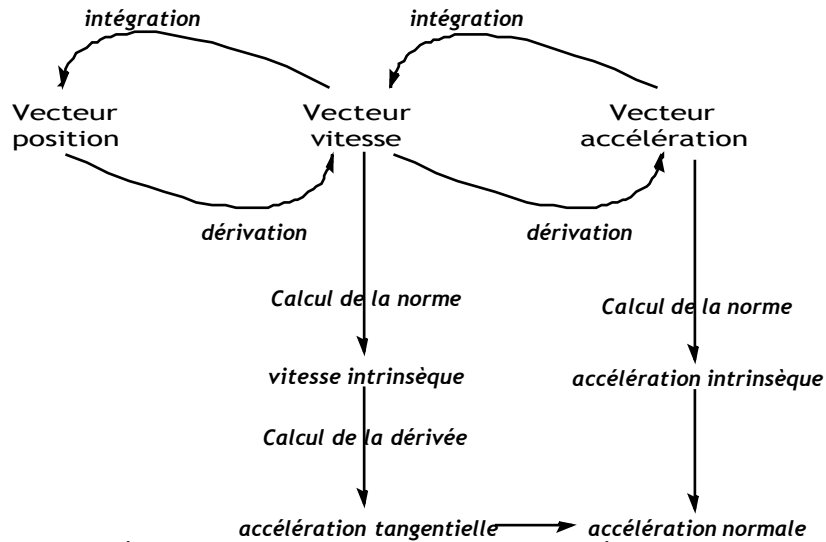 intégration
intégration
Vecteur
position
Vecteur
vitesse
Vecteur
accélération
dérivation
dérivation
Calcul de la norme
Calcul de la norme
vitesse intrinsèque
accélération intrinsèque
Calcul de la dérivée
accélération tangentielle
accélération normale